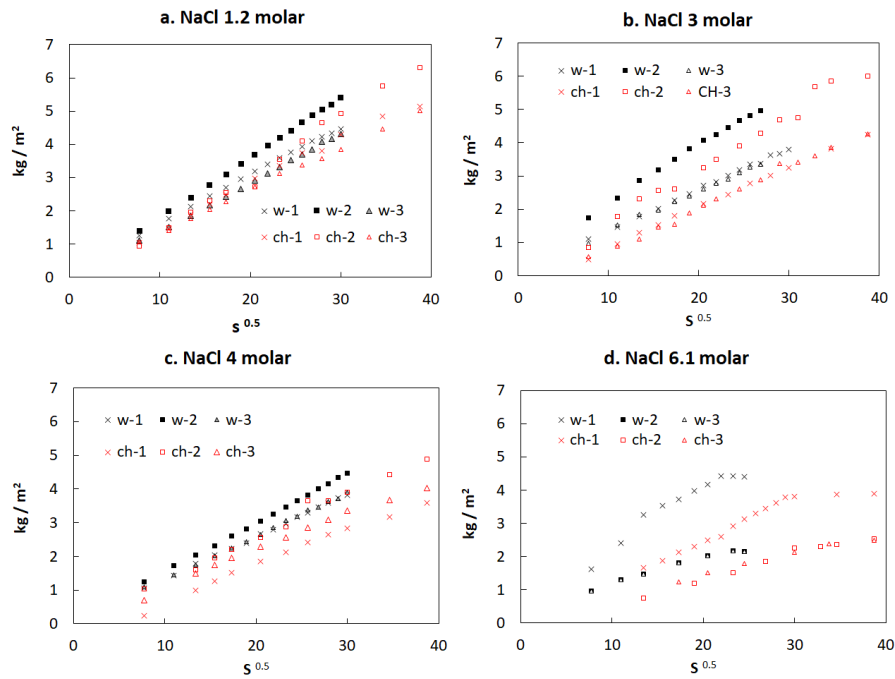 a. NaCl 1.2 molar
7
6
5
4
3
2
1
0
kg / m²
w-1 w-2 w-3
ch-1 ch-2 ch-3
0 10 20 30 40
s 0.5
b. NaCl 3 molar
7
6
5
4
3
2
1
0
kg / m²
w-1 w-2 w-3
ch-1 ch-2 CH-3
0 10 20 30 40
S 0.5
c. NaCl 4 molar
7
6
5
4
3
2
1
0
kg / m²
w-1 w-2 w-3
ch-1 ch-2 ch-3
0 10 20 30 40
S 0.5
d. NaCl 6.1 molar
7
6
5
4
3
2
1
0
kg / m²
w-1 w-2 w-3
ch-1 ch-2 ch-3
0 10 20 30 40
S 0.5